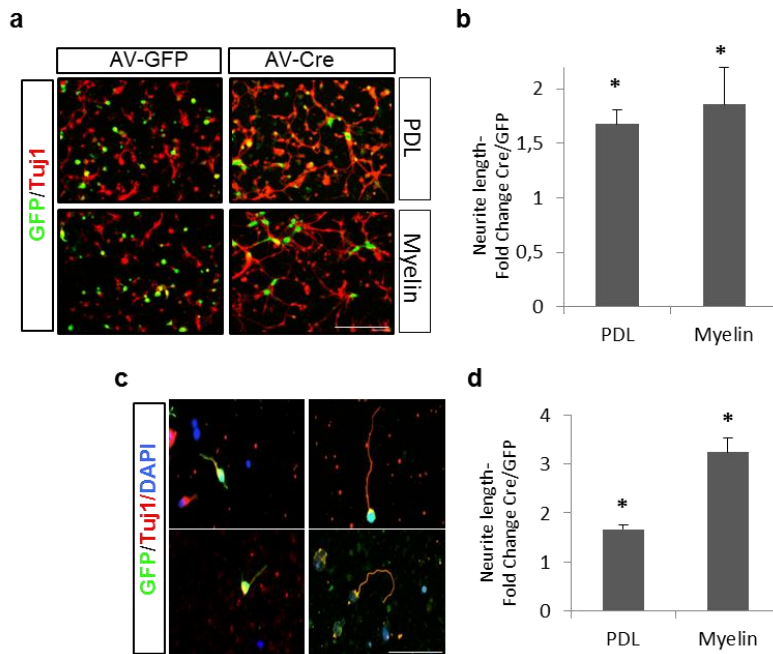 a
AV-GFP AV-Cre
GFP/Tuj1
PDL
Myelin
b
Neurite length-
Fold Change Cre/GFP
2
1,5
1
0,5
0
*
*
PDL Myelin
c
GFP/Tuj1/DAPI
d
Neurite length-
Fold Change Cre/GFP
4
3
2
1
0
*
*
PDL Myelin